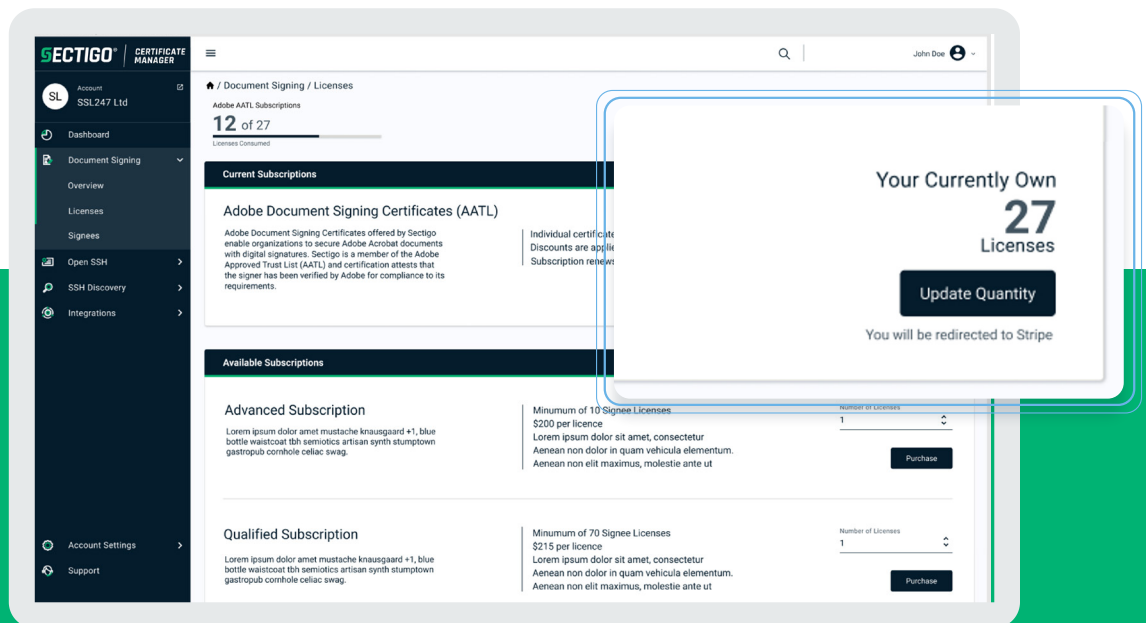 SECTIGO® CERTIFICATE MANAGER
John Doe
SL
Account
SSL247 Ltd
Dashboard
Document Signing
Overview
Licenses
Signees
Open SSH
SSH Discovery
Integrations
Account Settings
Support
/ Document Signing / Licenses
Adobe AATL Subscriptions
12 of 27
Licenses Consumed
Current Subscriptions
Adobe Document Signing Certificates (AATL)
Adobe Document Signing Certificates offered by Sectigo
enable organizations to secure Adobe Acrobat documents
with digital signatures. Sectigo is a member of the Adobe
Approved Trust List (AATL) and certification attests that
the signer has been verified by Adobe for compliance to its
requirements.
Individual certificate
Discounts are applie
Subscription renews
Your Currently Own
27
Licenses
Update Quantity
You will be redirected to Stripe
Available Subscriptions
Advanced Subscription
Lorem ipsum dolor amet mustache knausgaard +1, blue
bottle waistcoat tbh semiotics artisan synth stumptown
gastropub cornhole celiac swag.
Minumum of 10 Signee Licenses
$200 per licence
Lorem ipsum dolor sit amet, consectetur
Aenean non dolor in quam vehicula elementum.
Aenean non elit maximus, molestie ante ut
Number of Licenses
1
Purchase
Qualified Subscription
Lorem ipsum dolor amet mustache knausgaard +1, blue
bottle waistcoat tbh semiotics artisan synth stumptown
gastropub cornhole celiac swag.
Minumum of 70 Signee Licenses
$215 per licence
Lorem ipsum dolor sit amet, consectetur
Aenean non dolor in quam vehicula elementum.
Aenean non elit maximus, molestie ante ut
Number of Licenses
1
Purchase